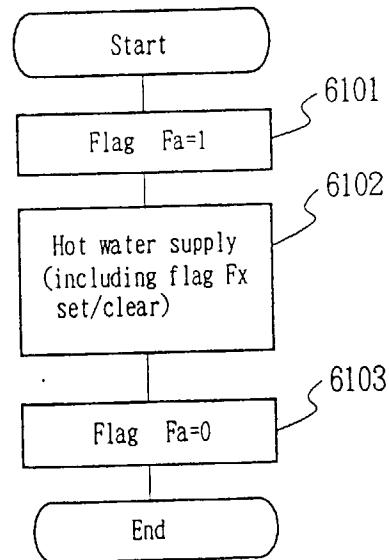 Start
6101
Flag Fa=1
6102
Hot water supply
(including flag Fx
set/clear)
6103
Flag Fa=0
End